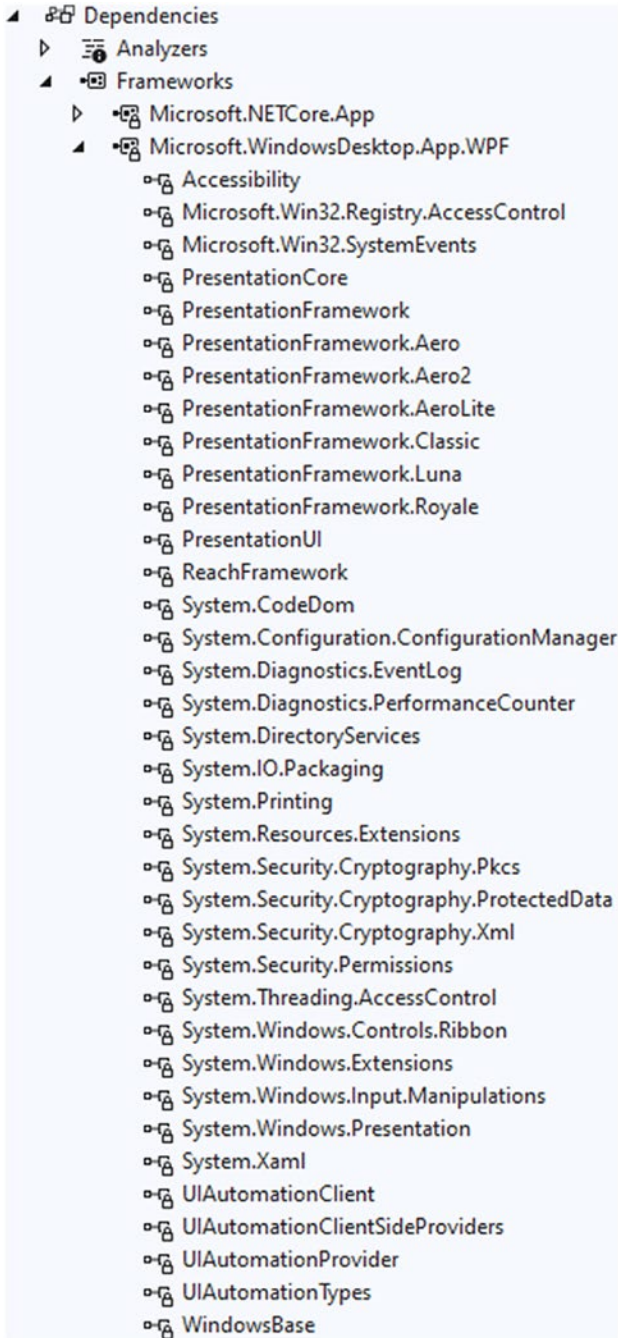 Dependencies
Analyzers
Frameworks
Microsoft.NETCore.App
Microsoft.WindowsDesktop.App.WPF
Accessibility
Microsoft.Win32.Registry.AccessControl
Microsoft.Win32.SystemEvents
PresentationCore
PresentationFramework
PresentationFramework.Aero
PresentationFramework.Aero2
PresentationFramework.AeroLite
PresentationFramework.Classic
PresentationFramework.Luna
PresentationFramework.Royale
PresentationUI
ReachFramework
System.CodeDom
System.Configuration.ConfigurationManager
System.Diagnostics.EventLog
System.Diagnostics.PerformanceCounter
System.DirectoryServices
System.IO.Packaging
System.Printing
System.Resources.Extensions
System.Security.Cryptography.Pkcs
System.Security.Cryptography.ProtectedData
System.Security.Cryptography.Xml
System.Security.Permissions
System.Threading.AccessControl
System.Windows.Controls.Ribbon
System.Windows.Extensions
System.Windows.Input.Manipulations
System.Windows.Presentation
System.Xaml
UIAutomationClient
UIAutomationClientSideProviders
UIAutomationProvider
UIAutomationTypes
WindowsBase